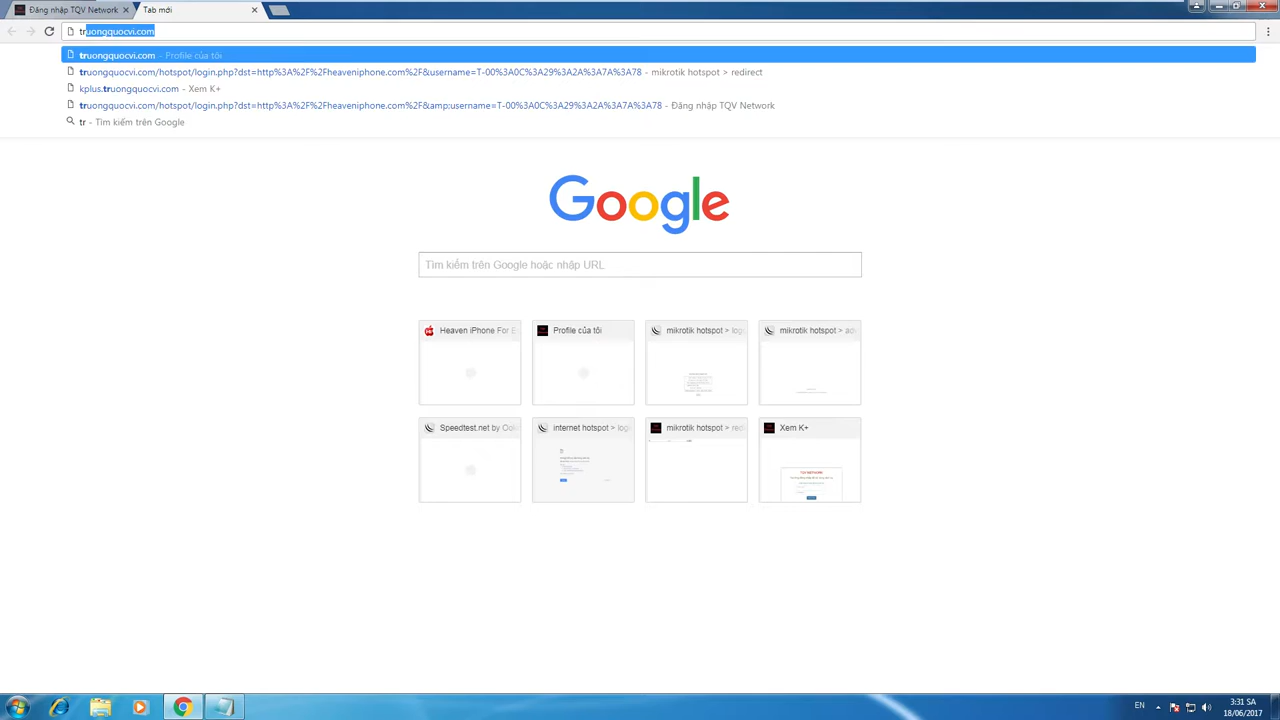 Đăng nhập TQV Network
Tab mới
truongquocvi.com
truongquocvi.com - Profile của tôi
truongquocvi.com/hotspot/login.php?dst=http%3A%2F%2Fheaveniphone.com%2F&username=T-00%3A0C%3A29%3A2A%3A7A%3A78 - mikrotik hotspot > redirect
kplus.truongquocvi.com - Xem K+
truongquocvi.com/hotspot/login.php?dst=http%3A%2F%2Fheaveniphone.com%2F&amp;username=T-00%3A0C%3A29%3A2A%3A7A%3A78 - Đăng nhập TQV Network
tr - Tìm kiếm trên Google
Google
Tìm kiếm trên Google hoặc nhập URL
Heaven iPhone For E
Profile của tôi
mikrotik hotspot > log
mikrotik hotspot > ad
Speedtest.net by Ook
internet hotspot > log
mikrotik hotspot > red
Xem K+
EN
3:31 SA
18/06/2017